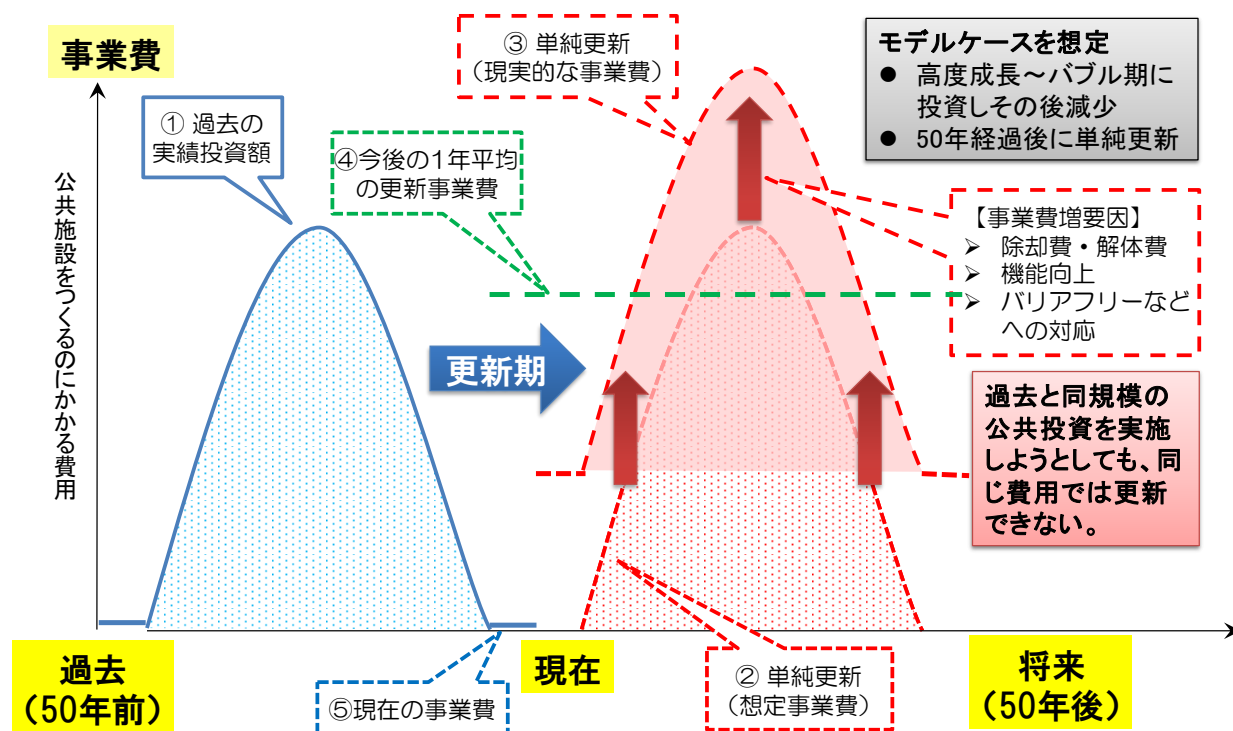 事業費
公共施設をつくるのにかかる費用
① 過去の
実績投資額
③ 単純更新
（現実的な事業費）
④今後の1年平均
の更新事業費
モデルケースを想定
● 高度成長～バブル期に
投資しその後減少
● 50年経過後に単純更新
【事業費増要因】
➢ 除却費・解体費
➢ 機能向上
➢ バリアフリーなど
への対応
更新期
過去と同規模の
公共投資を実施
しようとしても、同
じ費用では更新
できない。
過去
（50年前）
⑤現在の事業費
現在
② 単純更新
（想定事業費）
将来
（50年後）